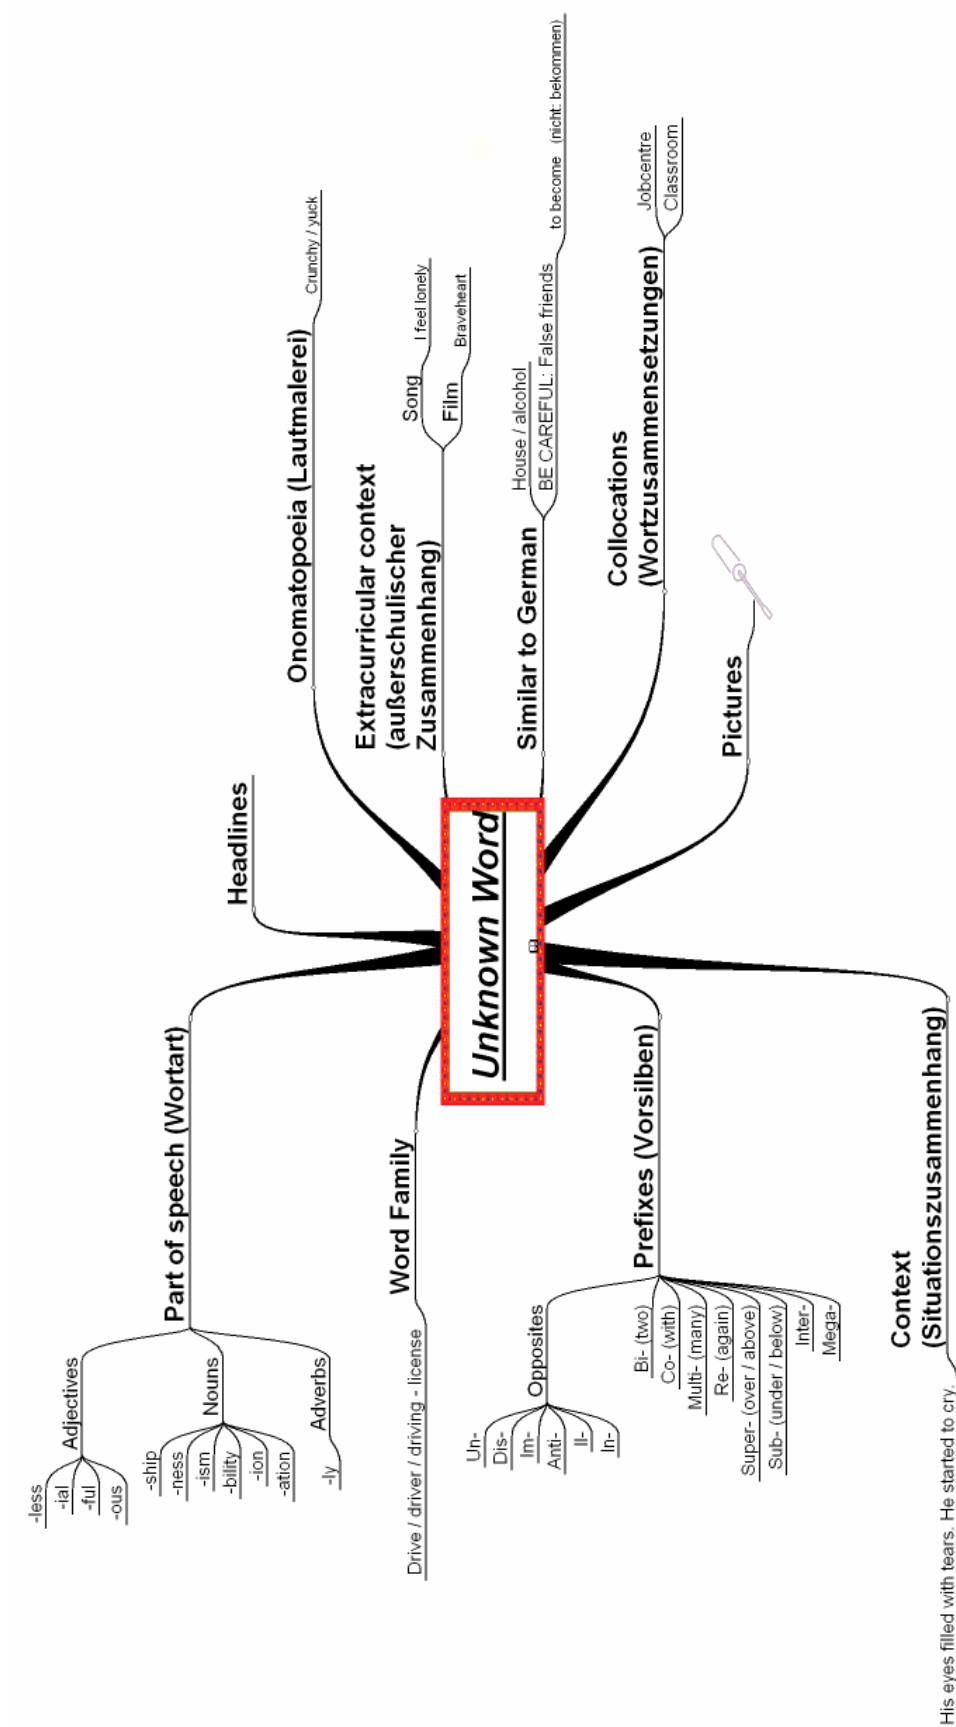 Unknown Word
Headlines
Onomatopoeia (Lautmalerei)
Crunchy / yuck
Extracurricular context
(außerschulischer
Zusammenhang)
Song
I feel lonely
Film
Braveheart
Similar to German
House / alcohol
BE CAREFUL: False friends
to become (nicht: bekommen)
Collocations
(Wortzusammensetzungen)
Jobcentre
Classroom
Pictures
Part of speech (Wortart)
Adjectives
-less
-ial
-ful
-ous
Nouns
-ship
-ness
-ism
-bility
-ion
-ation
Adverbs
-ly
Word Family
Drive / driver / driving - license
Prefixes (Vorsilben)
Opposites
Un-
Dis-
Im-
Anti-
Il-
In-
Bi- (two)
Co- (with)
Multi- (many)
Re- (again)
Super- (over / above)
Sub- (under / below)
Inter-
Mega-
Context
(Situationszusammenhang)
His eyes filled with tears. He started to cry.